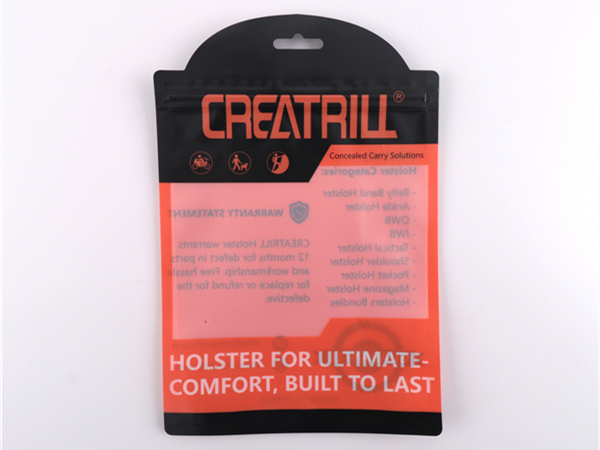 CREATRILL®
Concealed Carry Solutions
Holster Categories:
- Belly Band Holster
- Ankle Holster
- OWB
- IWB
- Tactical Holster
- Shoulder Holster
- Pocket Holster
- Magazine Holster
- Holsters Bundles
WARRANTY STATEMENT
CREATRILL Holster warrants
12 months for defect in parts
and workmanship. Free hassle
for replace or refund for the
defective.
HOLSTER FOR ULTIMATE-
COMFORT, BUILT TO LAST